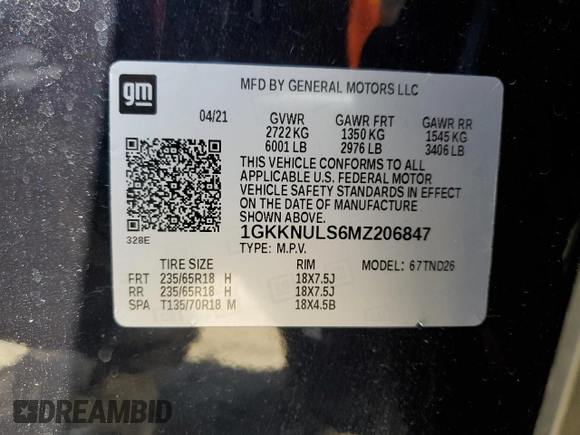 gm
MFD BY GENERAL MOTORS LLC
04/21 GVWR GAWR FRT GAWR RR
2722 KG 1350 KG 1545 KG
6001 LB 2976 LB 3406 LB
THIS VEHICLE CONFORMS TO ALL
APPLICABLE U.S. FEDERAL MOTOR
VEHICLE SAFETY STANDARDS IN EFFECT
ON THE DATE OF MANUFACTURE
SHOWN ABOVE.
328E
1GKKNULS6MZ206847
TYPE: M.P.V. MODEL: 67TND26
TIRE SIZE RIM
FRT 235/65R18 H 18X7.5J
RR 235/65R18 H 18X7.5J
SPA T135/70R18 M 18X4.5B
DREAMBID